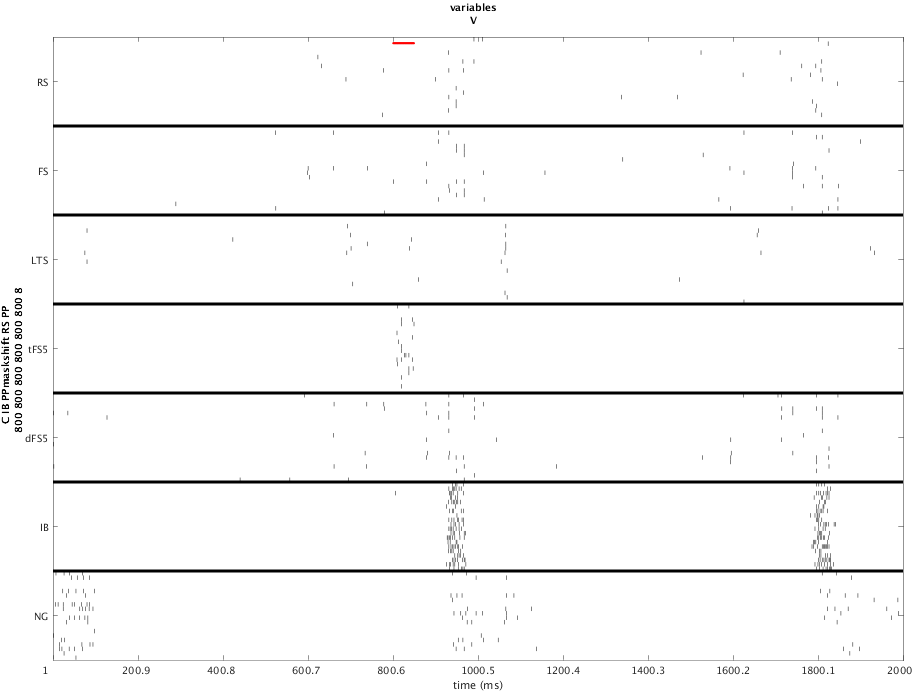 variables
V
RS
FS
LTS
tFS5
dFS5
IB
NG
C IB PPmaskshift RS PP
800 800 800 800 800 800 8
1 200.9 400.8 600.7 800.6 1000.5 1200.4 1400.3 1600.2 1800.1 2000
time (ms)